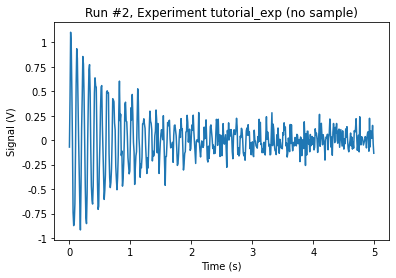 Run #2, Experiment tutorial_exp (no sample)
Signal (V)
1
0.75
0.5
0.25
0
-0.25
-0.5
-0.75
-1
0 1 2 3 4 5
Time (s)